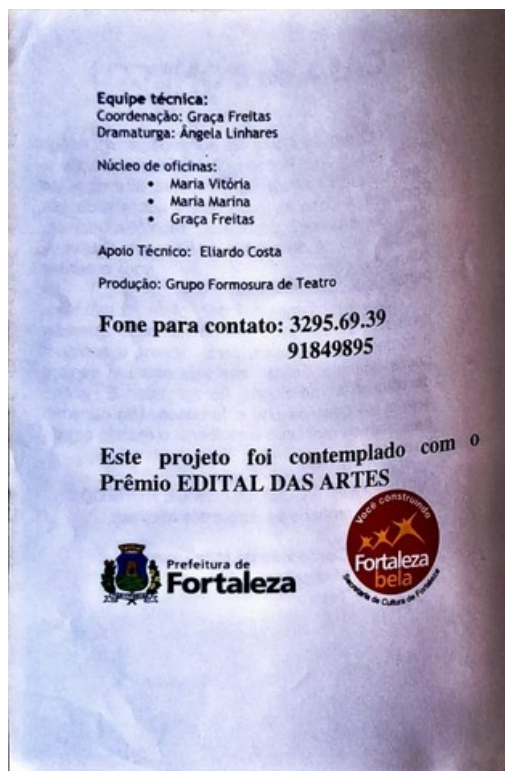 Equipe técnica:
Coordenação: Graça Freitas
Dramaturga: Ângela Linhares
Núcleo de oficinas:
• Maria Vitória
• Maria Marina
• Graça Freitas
Apoio Técnico: Eliardo Costa
Produção: Grupo Formosura de Teatro
Fone para contato: 3295.69.39
91849895
Este projeto foi contemplado com o
Prêmio EDITAL DAS ARTES
Prefeitura de
Fortaleza
Você construindo
Fortaleza
bela
Secretaria de Cultura de Fortaleza